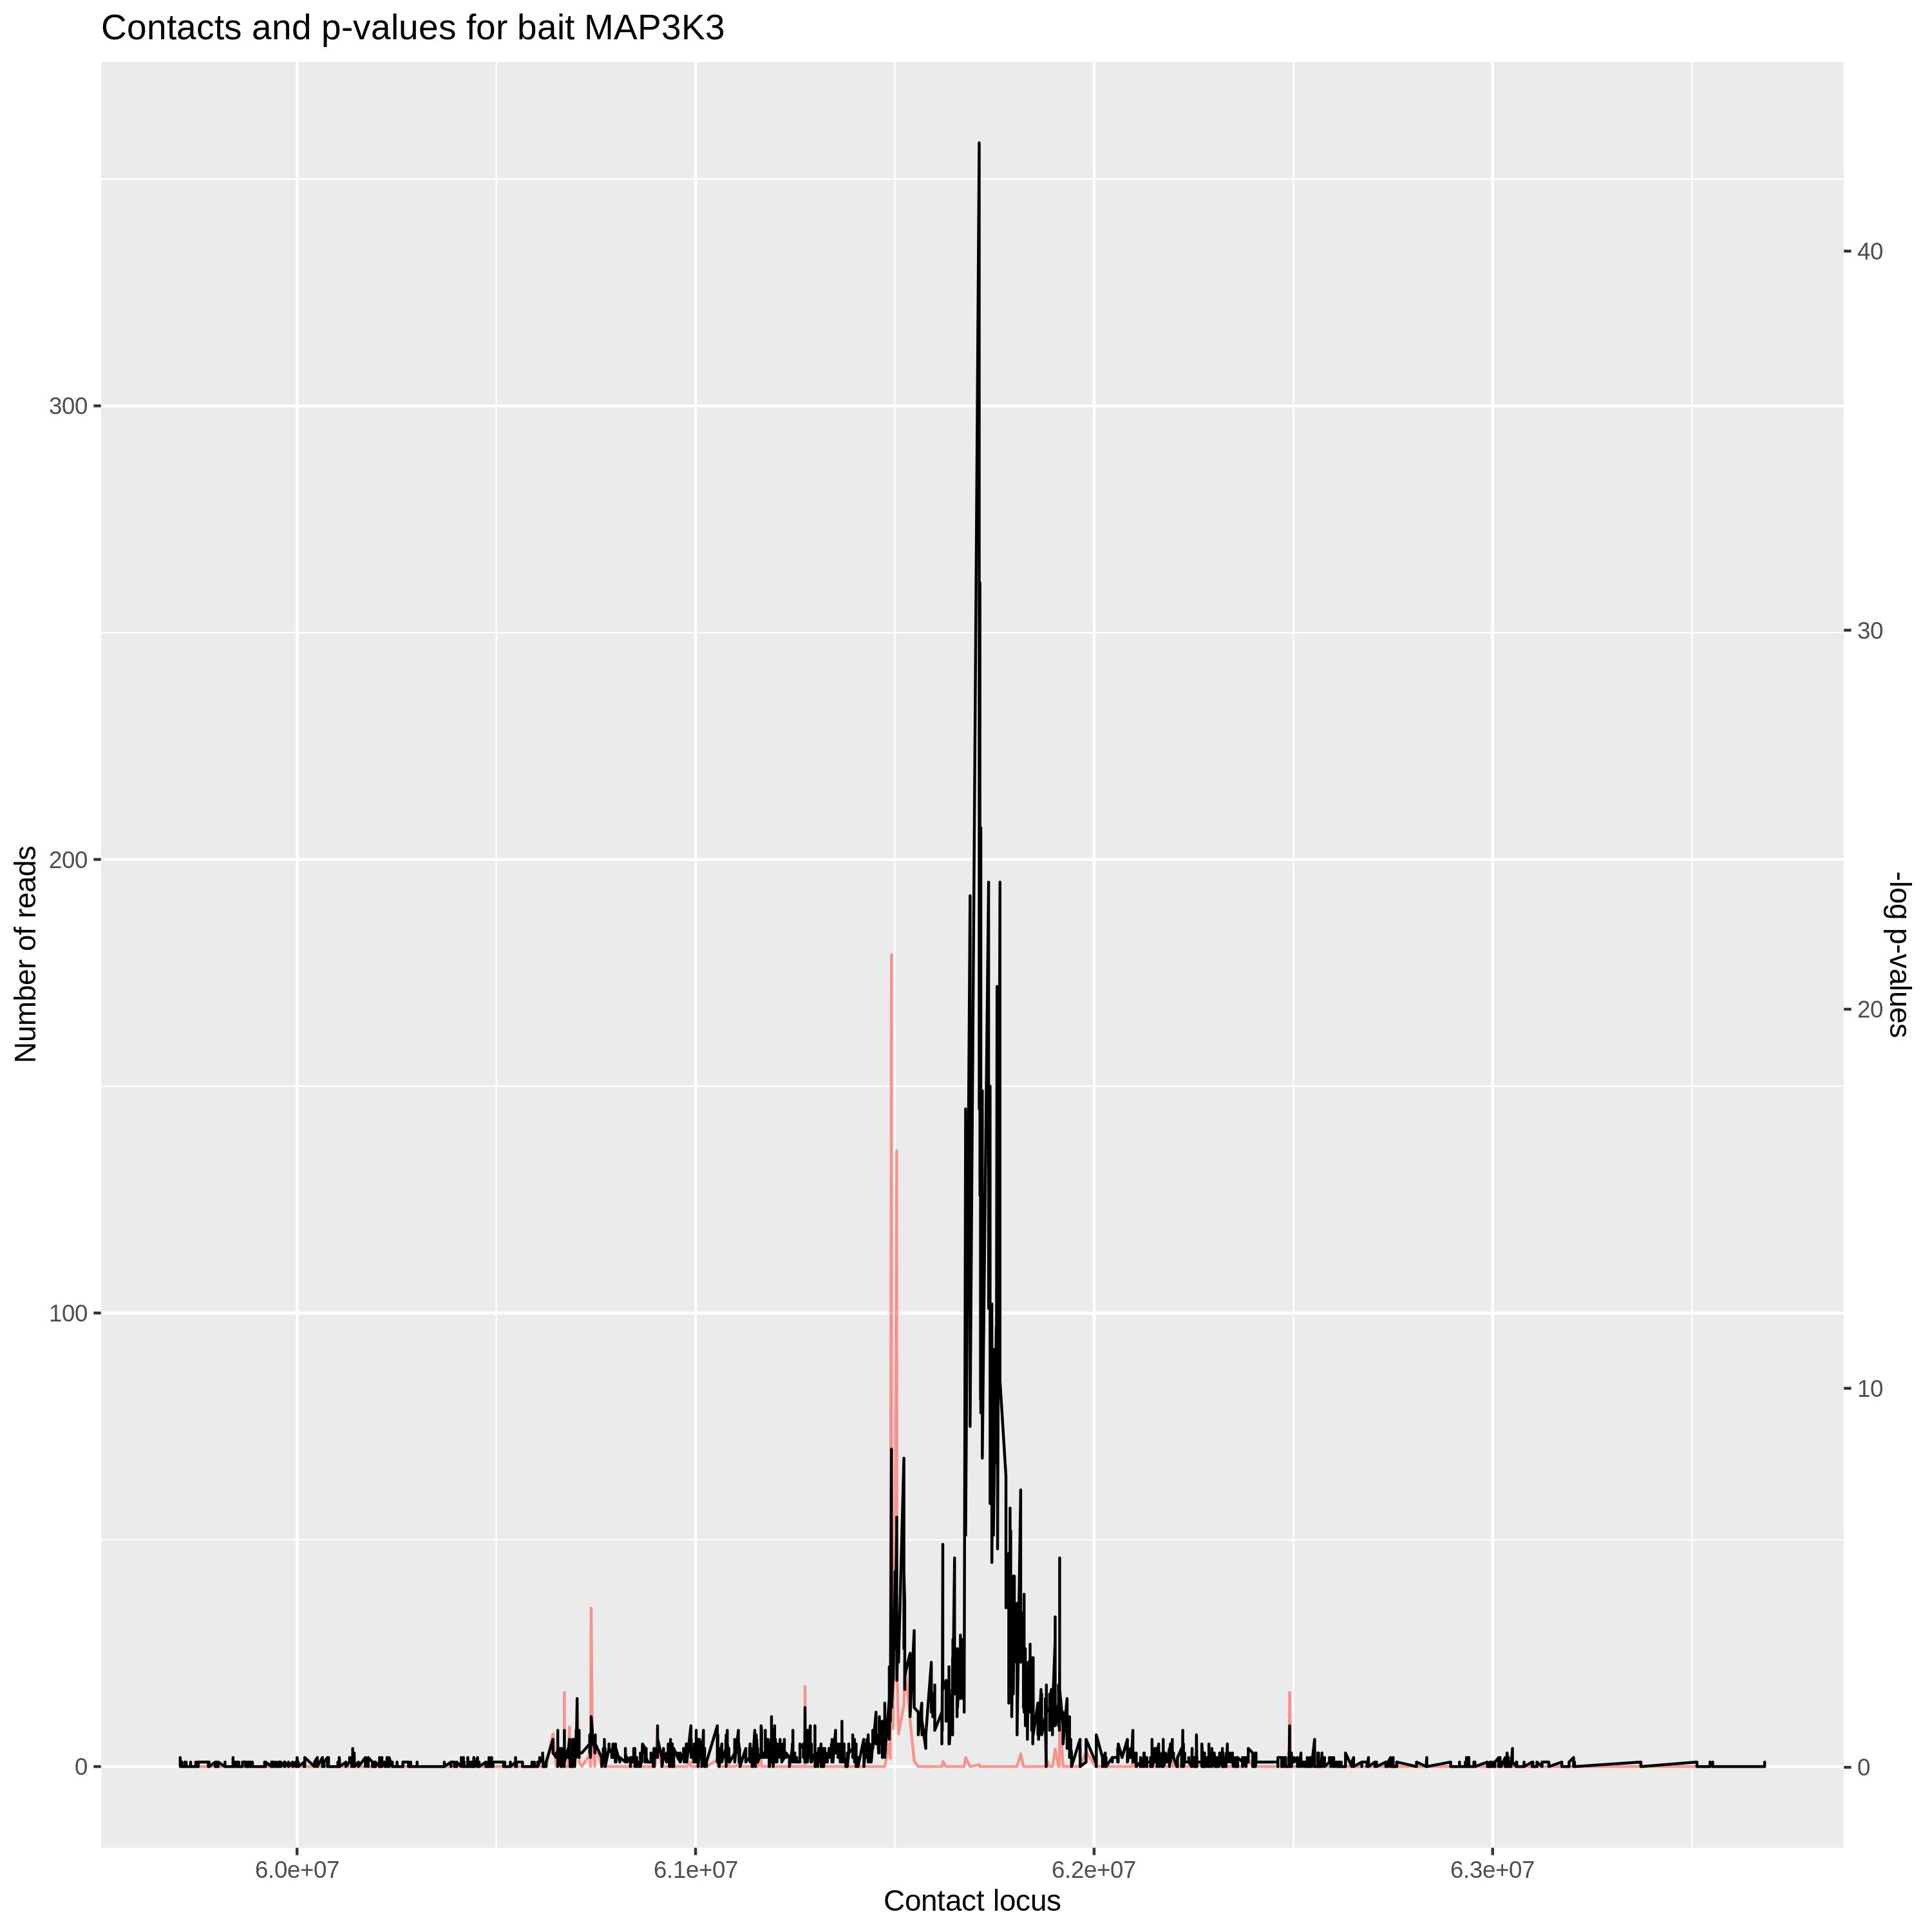 Contacts and p-values for bait MAP3K3
Number of reads
300
200
100
0
40
30
20
10
0
-log p-values
6.0e+07 6.1e+07 6.2e+07 6.3e+07
Contact locus